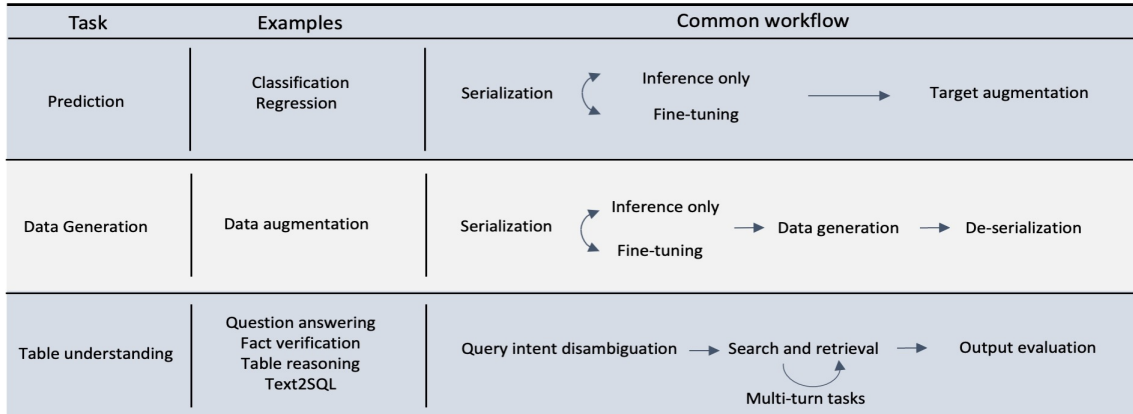 Task Examples Common workflow
Prediction
Classification
Regression
Serialization
Inference only
Fine-tuning
Target augmentation
Data Generation
Data augmentation
Serialization
Inference only
Fine-tuning
Data generation
De-serialization
Table understanding
Question answering
Fact verification
Table reasoning
Text2SQL
Query intent disambiguation
Search and retrieval
Multi-turn tasks
Output evaluation